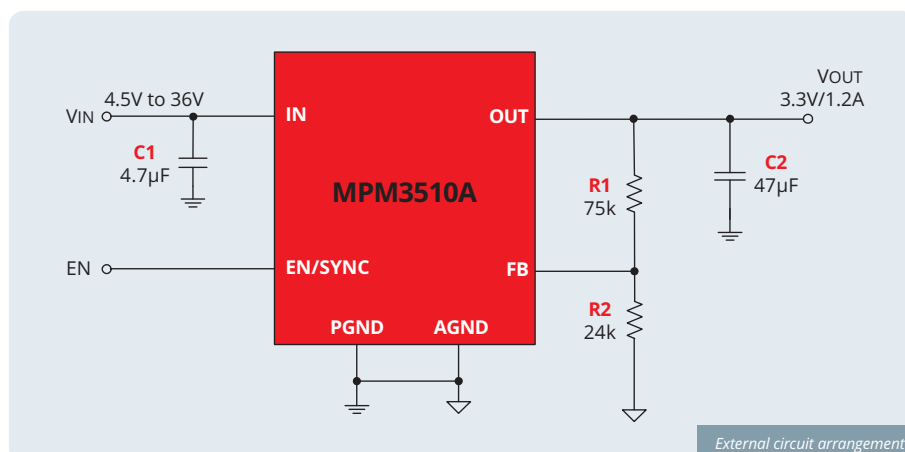 4.5V to 36V
VIN
C1
4.7µF
EN
IN
OUT
MPM3510A
EN/SYNC
FB
PGND
AGND
VOUT
3.3V/1.2A
R1
75k
C2
47µF
R2
24k
External circuit arrangement